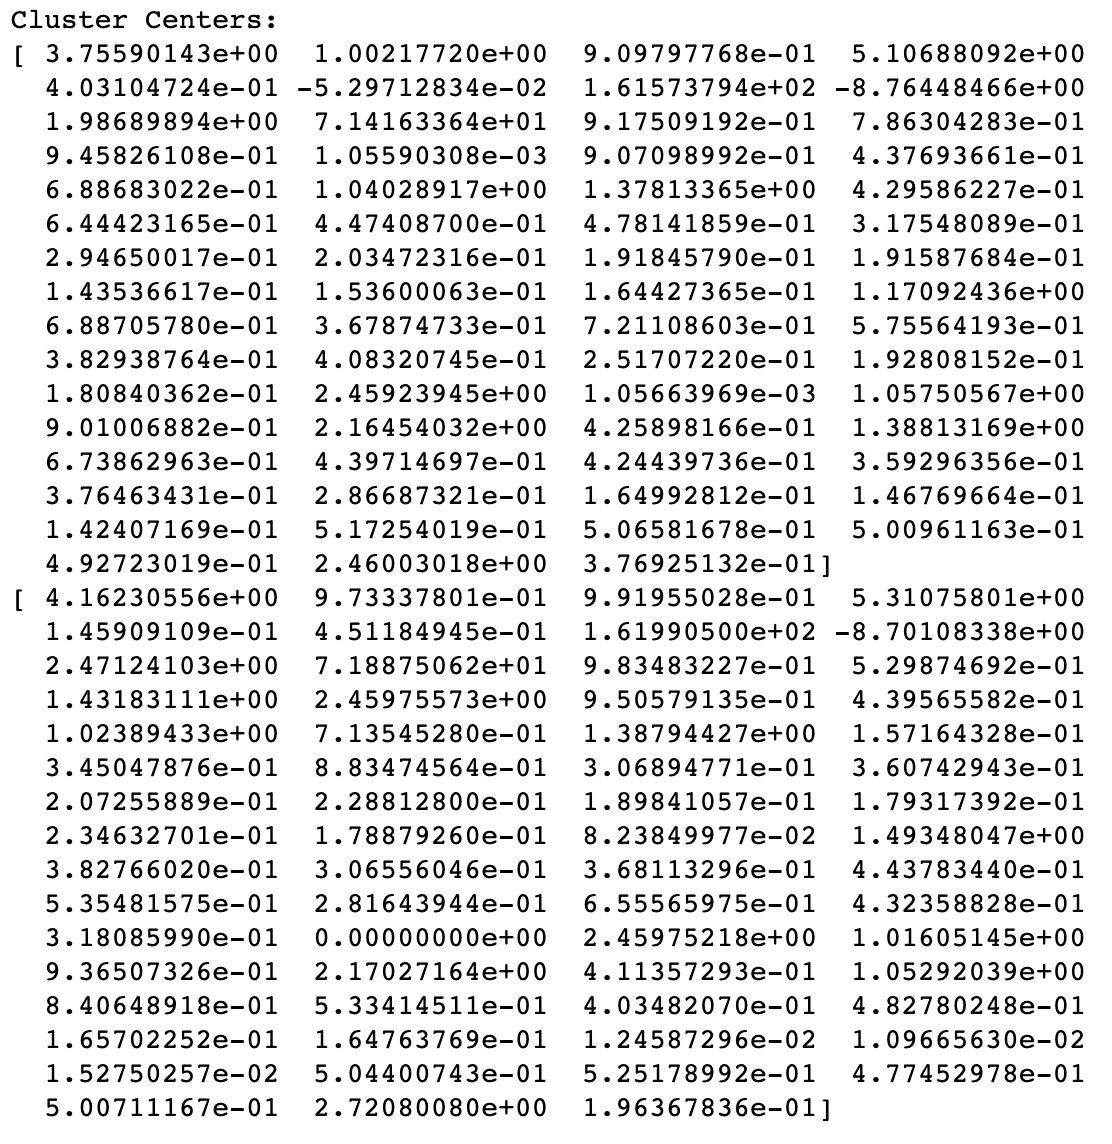 Cluster Centers:
[ 3.75590143e+00 1.00217720e+00 9.09797768e-01 5.10688092e+00
4.03104724e-01 -5.29712834e-02 1.61573794e+02 -8.76448466e+00
1.98689894e+00 7.14163364e+01 9.17509192e-01 7.86304283e-01
9.45826108e-01 1.05590308e-03 9.07098992e-01 4.37693661e-01
6.88683022e-01 1.04028917e+00 1.37813365e+00 4.29586227e-01
6.44423165e-01 4.47408700e-01 4.78141859e-01 3.17548089e-01
2.94650017e-01 2.03472316e-01 1.91845790e-01 1.91587684e-01
1.43536617e-01 1.53600063e-01 1.64427365e-01 1.17092436e+00
6.88705780e-01 3.67874733e-01 7.21108603e-01 5.75564193e-01
3.82938764e-01 4.08320745e-01 2.51707220e-01 1.92808152e-01
1.80840362e-01 2.45923945e+00 1.05663969e-03 1.05750567e+00
9.01006882e-01 2.16454032e+00 4.25898166e-01 1.38813169e+00
6.73862963e-01 4.39714697e-01 4.24439736e-01 3.59296356e-01
3.76463431e-01 2.86687321e-01 1.64992812e-01 1.46769664e-01
1.42407169e-01 5.17254019e-01 5.06581678e-01 5.00961163e-01
4.92723019e-01 2.46003018e+00 3.76925132e-01]
[ 4.16230556e+00 9.73337801e-01 9.91955028e-01 5.31075801e+00
1.45909109e-01 4.51184945e-01 1.61990500e+02 -8.70108338e+00
2.47124103e+00 7.18875062e+01 9.83483227e-01 5.29874692e-01
1.43183111e+00 2.45975573e+00 9.50579135e-01 4.39565582e-01
1.02389433e+00 7.13545280e-01 1.38794427e+00 1.57164328e-01
3.45047876e-01 8.83474564e-01 3.06894771e-01 3.60742943e-01
2.07255889e-01 2.28812800e-01 1.89841057e-01 1.79317392e-01
2.34632701e-01 1.78879260e-01 8.23849977e-02 1.49348047e+00
3.82766020e-01 3.06556046e-01 3.68113296e-01 4.43783440e-01
5.35481575e-01 2.81643944e-01 6.55565975e-01 4.32358828e-01
3.18085990e-01 0.00000000e+00 2.45975218e+00 1.01605145e+00
9.36507326e-01 2.17027164e+00 4.11357293e-01 1.05292039e+00
8.40648918e-01 5.33414511e-01 4.03482070e-01 4.82780248e-01
1.65702252e-01 1.64763769e-01 1.24587296e-02 1.09665630e-02
1.52750257e-02 5.04400743e-01 5.25178992e-01 4.77452978e-01
5.00711167e-01 2.72080080e+00 1.96367836e-01]